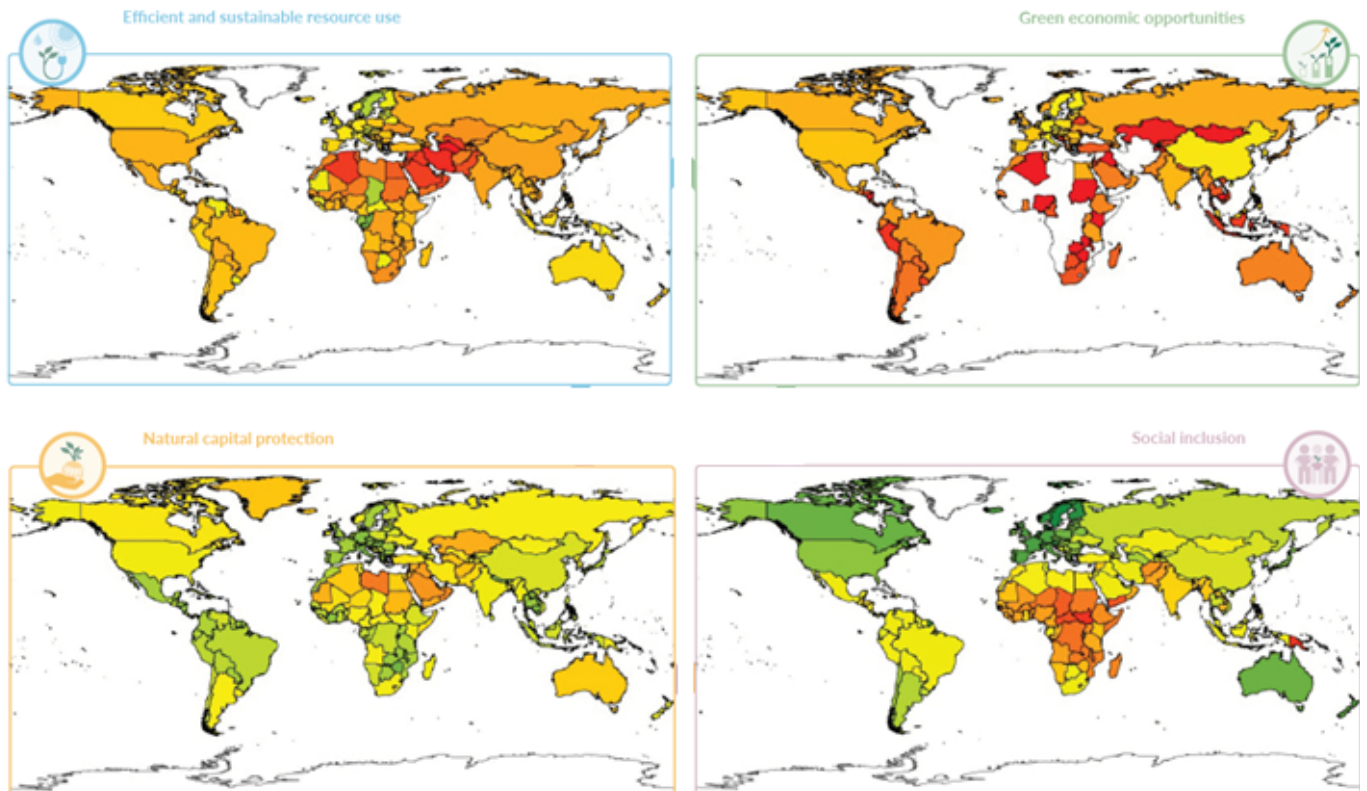 Efficient and sustainable resource use
Green economic opportunities
Natural capital protection
Social inclusion